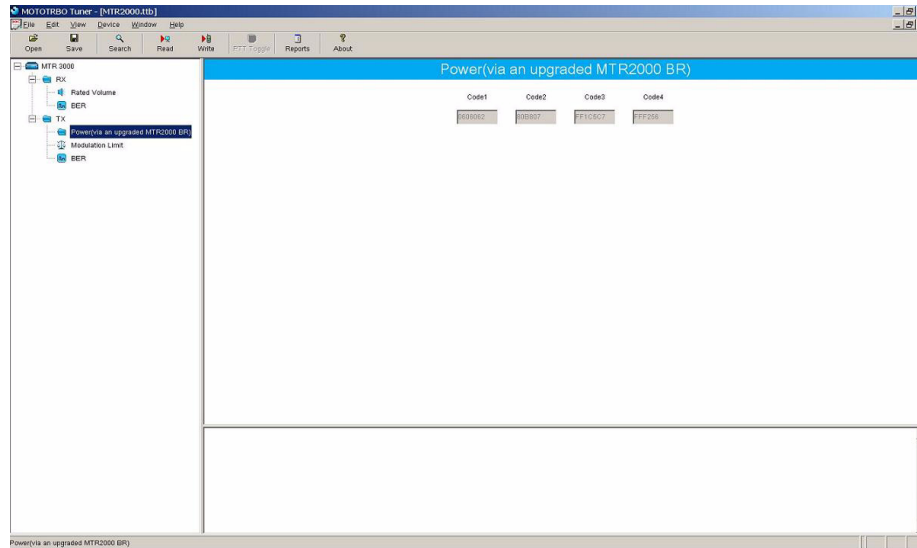 MOTOTRBO Tuner - [MTR2000.ttb]
File Edit View Device Window Help
Open Save Search Read Write PTT Toggle Reports About
MTR 3000
RX
Rated Volume
BER
TX
Power(via an upgraded MTR2000 BR)
Modulation Limit
BER
Power(via an upgraded MTR2000 BR)
Code1 Code2 Code3 Code4
80B807 FF1C5C7 FFF256
Power(via an upgraded MTR2000 BR)